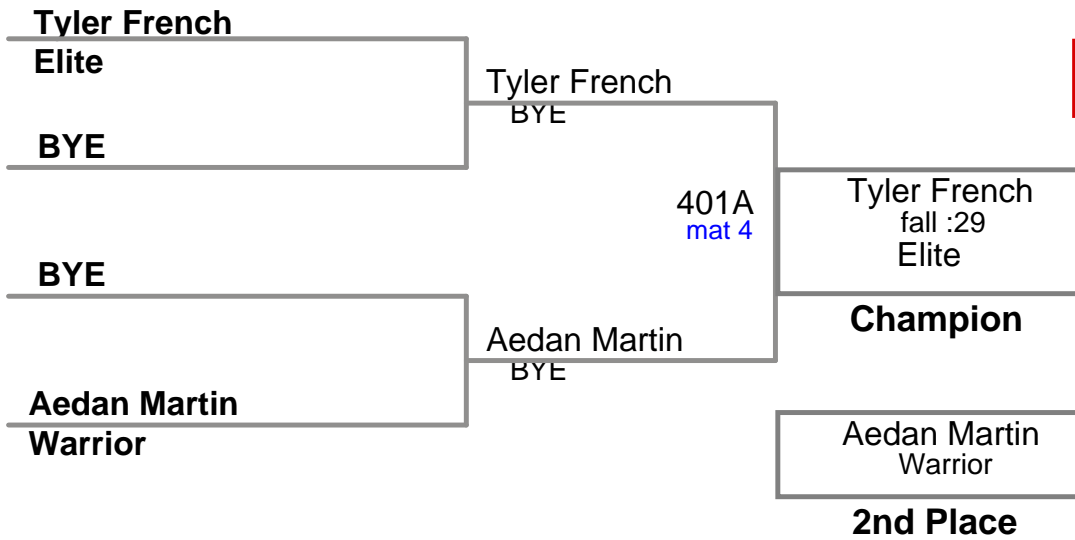 Tyler French
Elite
BYE
Tyler French
BYE
BYE
Aedan Martin
Warrior
Aedan Martin
BYE
401A
mat 4
Tyler French
fall :29
Elite
Champion
Aedan Martin
Warrior
2nd Place